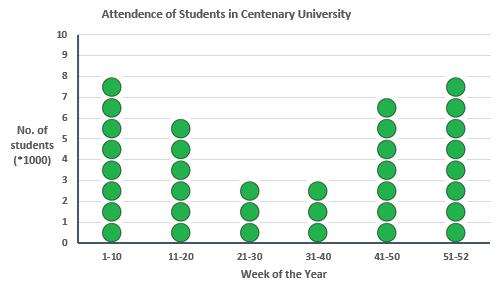 Attendence of Students in Centenary University
10
9
8
7
6
5
4
3
2
1
0
No. of
students
(*1000)
1-10 11-20 21-30 31-40 41-50 51-52
Week of the Year